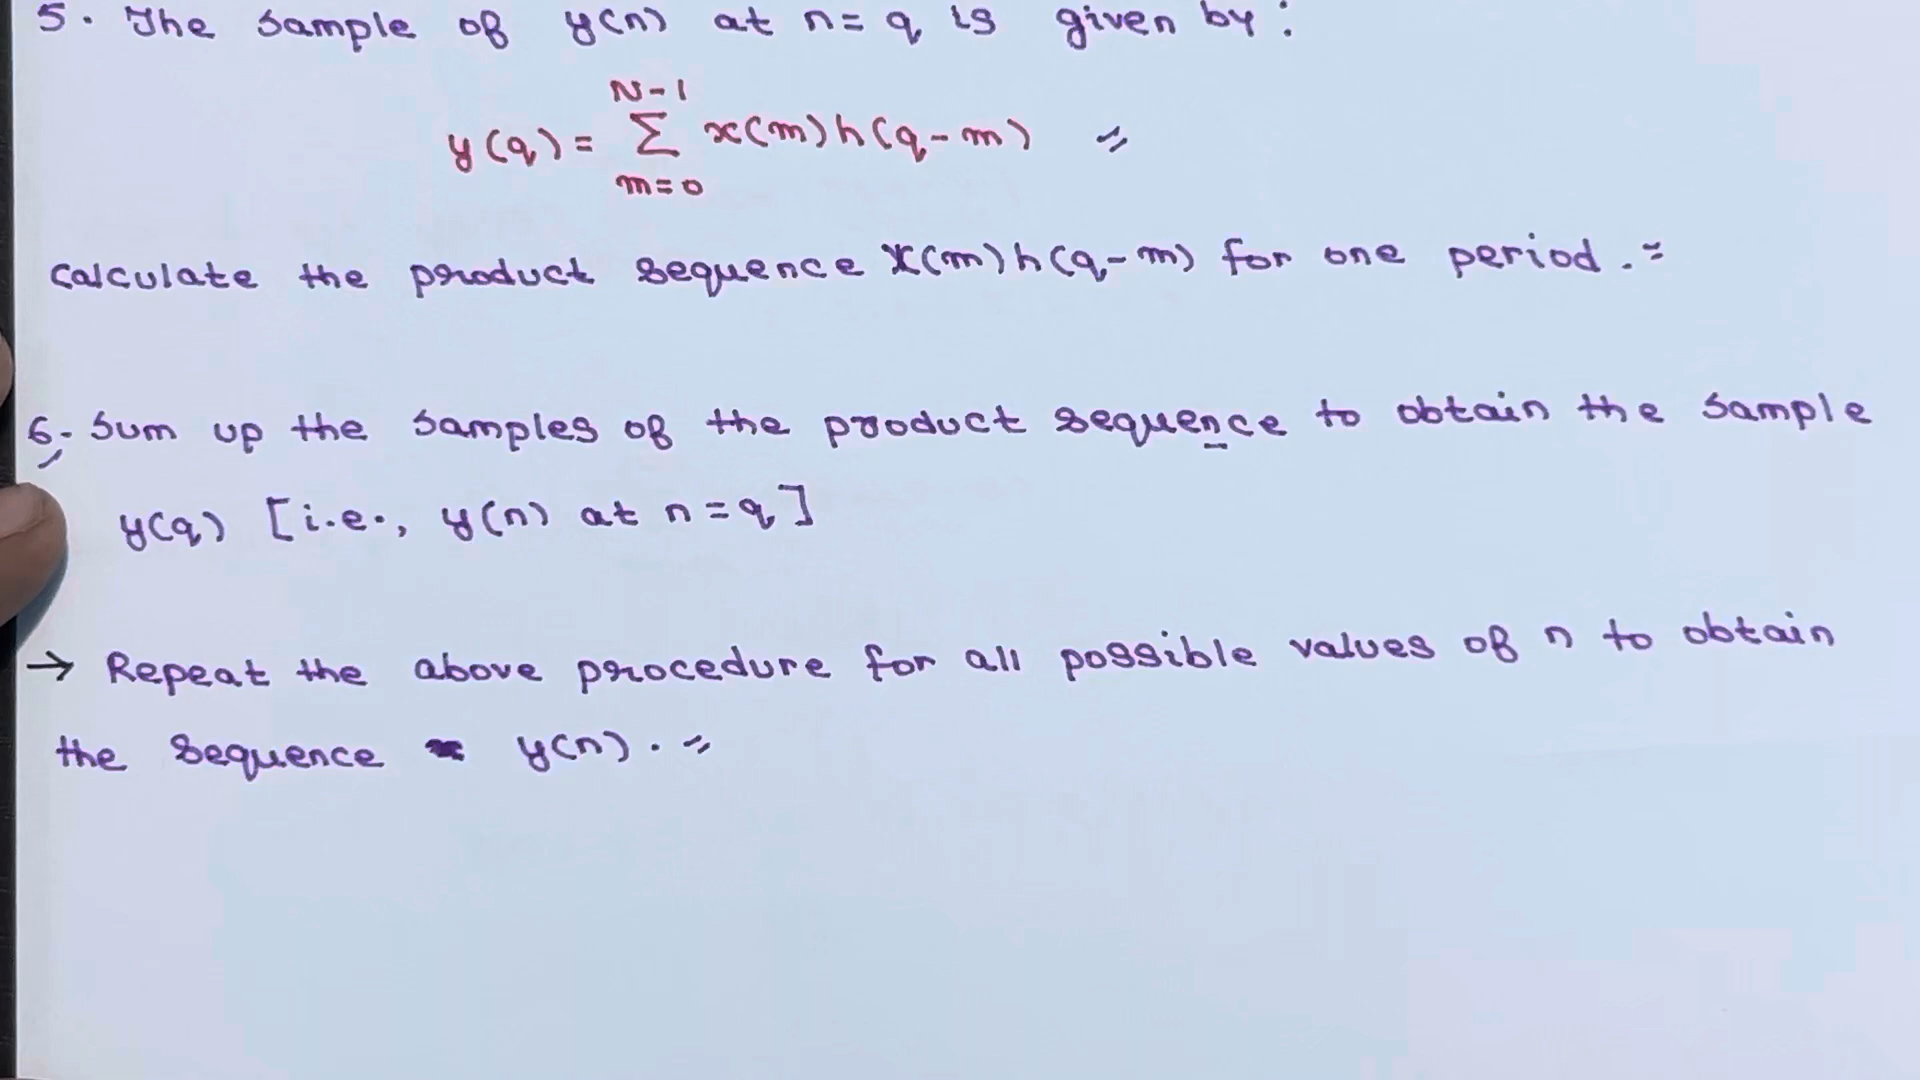 5. The sample of y(n) at n= q is given by:
N-1
y(q) = Σ x(m) h(q-m)
m=0
calculate the product sequence x(m) h(q-m) for one period.
6. Sum up the samples of the product sequence to obtain the sample
y(q) [i.e., y(n) at n=q]
→ Repeat the above procedure for all possible values of n to obtain
the sequence y(n).